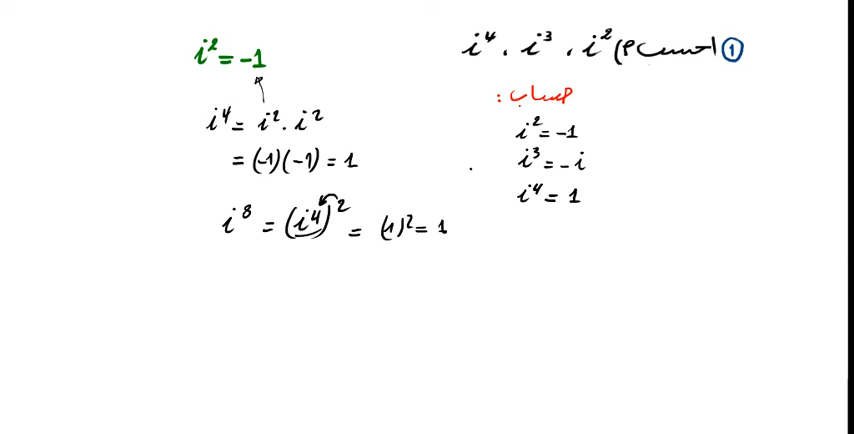 ① احسب (م i² ، i³ ، i⁴
حساب :
i² = -1
i³ = -i
i⁴ = 1
i² = -1
i⁴ = i² . i²
= (-1)(-1) = 1
i⁸ = (i⁴)² = (1)² = 1